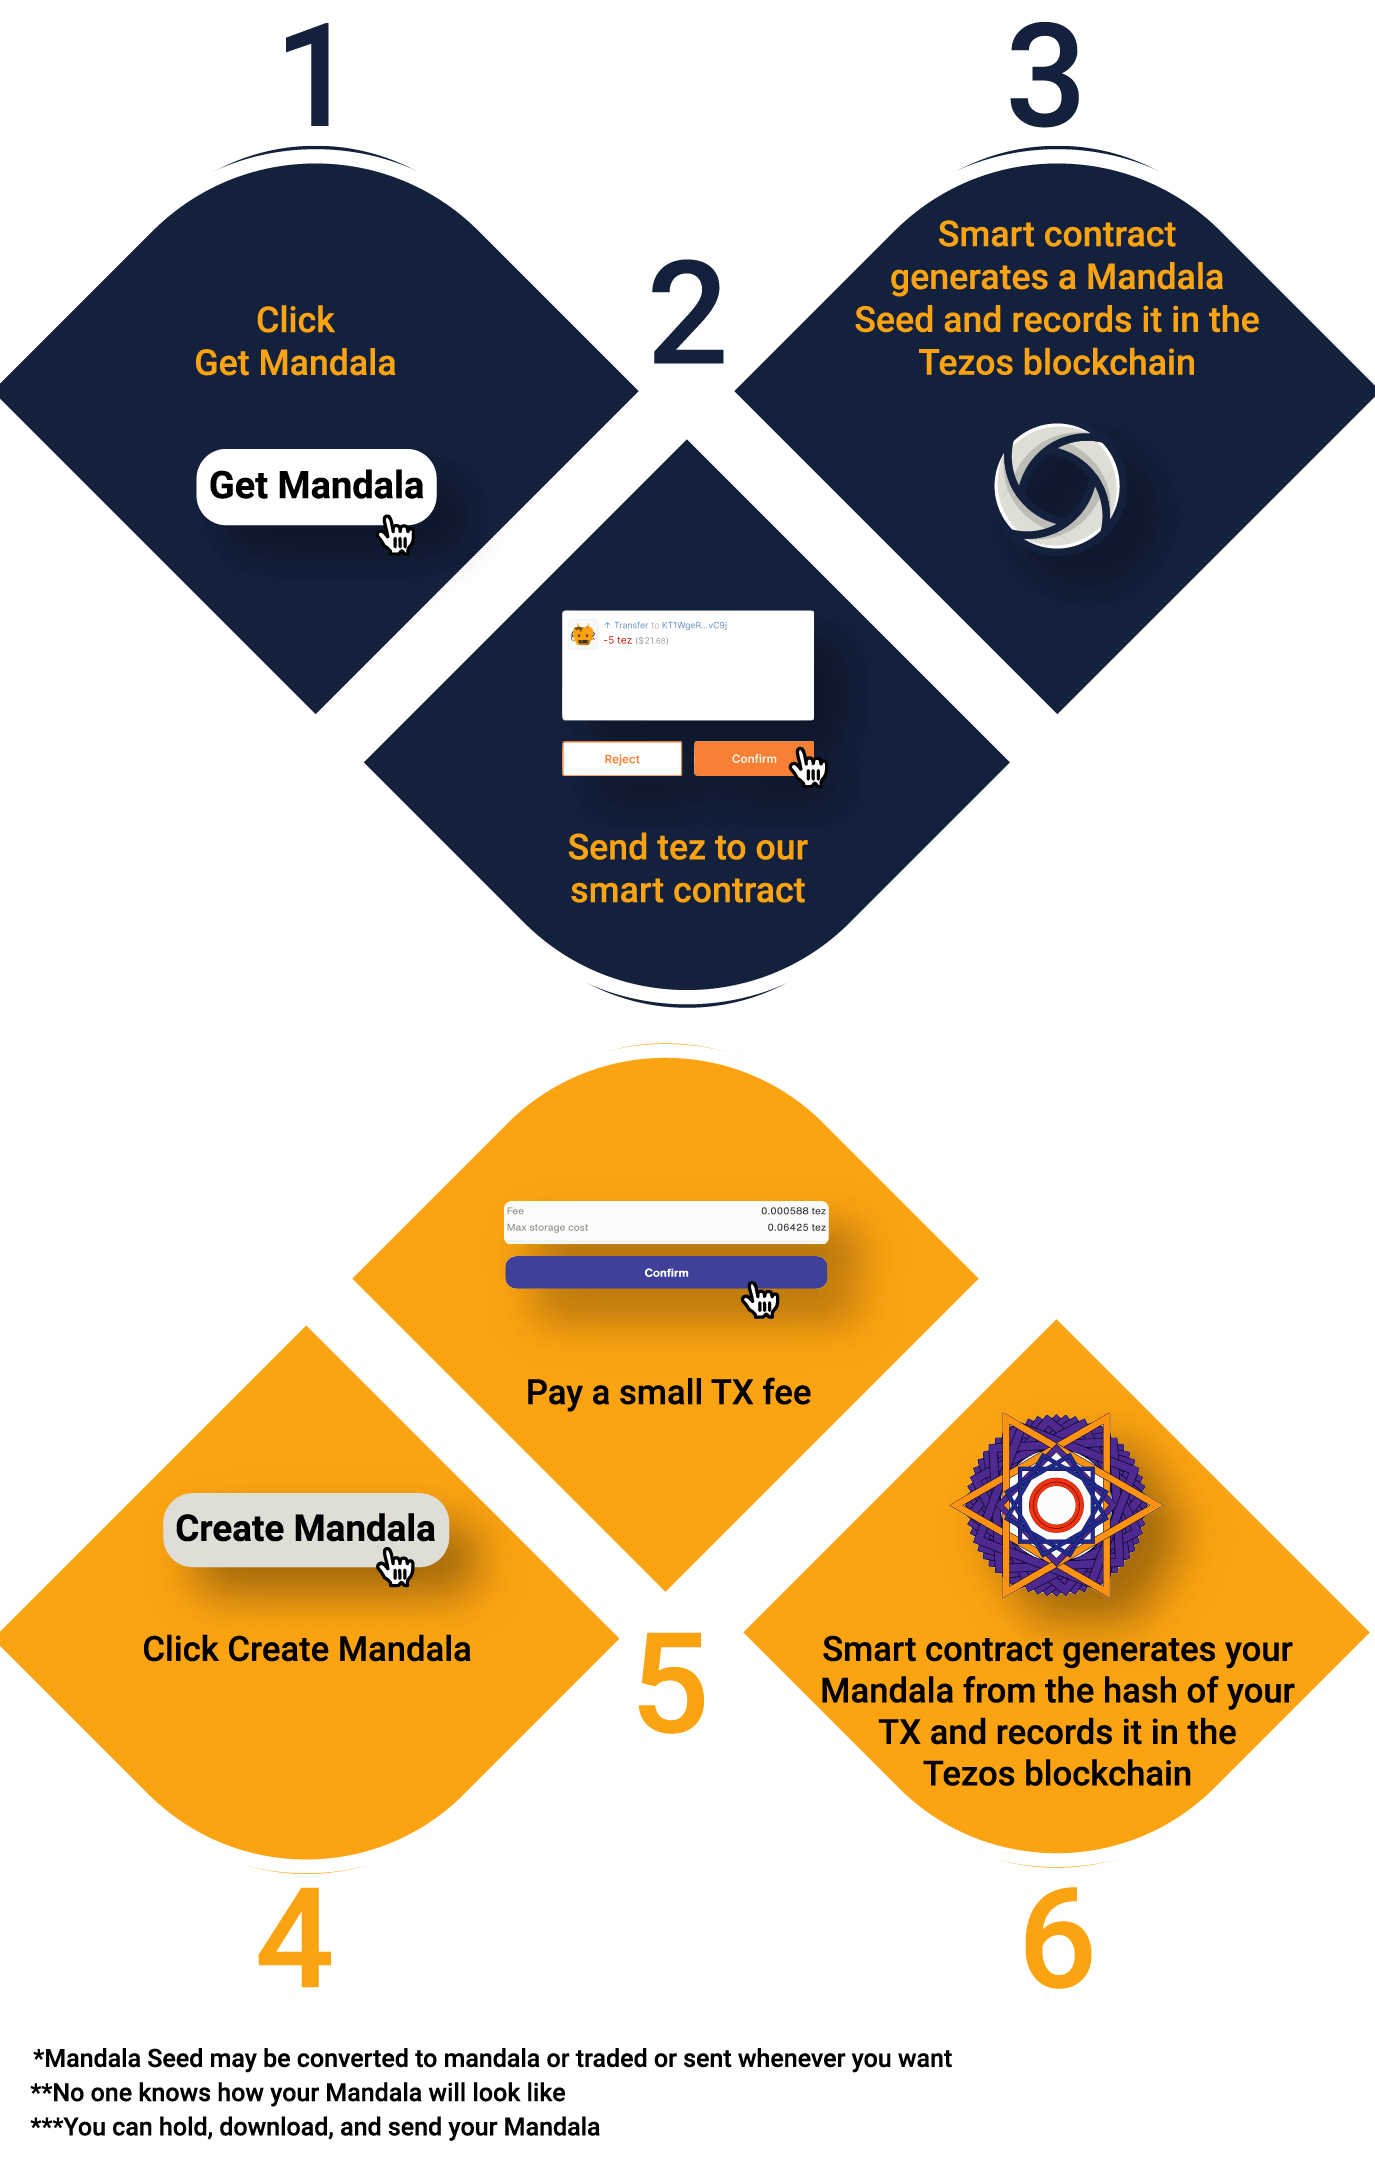 1
Click
Get Mandala
Get Mandala
2
↑ Transfer to KT1WgeR...vC9j
-5 tez ($21.68)
Reject
Confirm
Send tez to our
smart contract
3
Smart contract
generates a Mandala
Seed and records it in the
Tezos blockchain
Create Mandala
Click Create Mandala
4
Fee 0.000588 tez
Max storage cost 0.06425 tez
Confirm
Pay a small TX fee
5
Smart contract generates your
Mandala from the hash of your
TX and records it in the
Tezos blockchain
6
*Mandala Seed may be converted to mandala or traded or sent whenever you want
**No one knows how your Mandala will look like
***You can hold, download, and send your Mandala